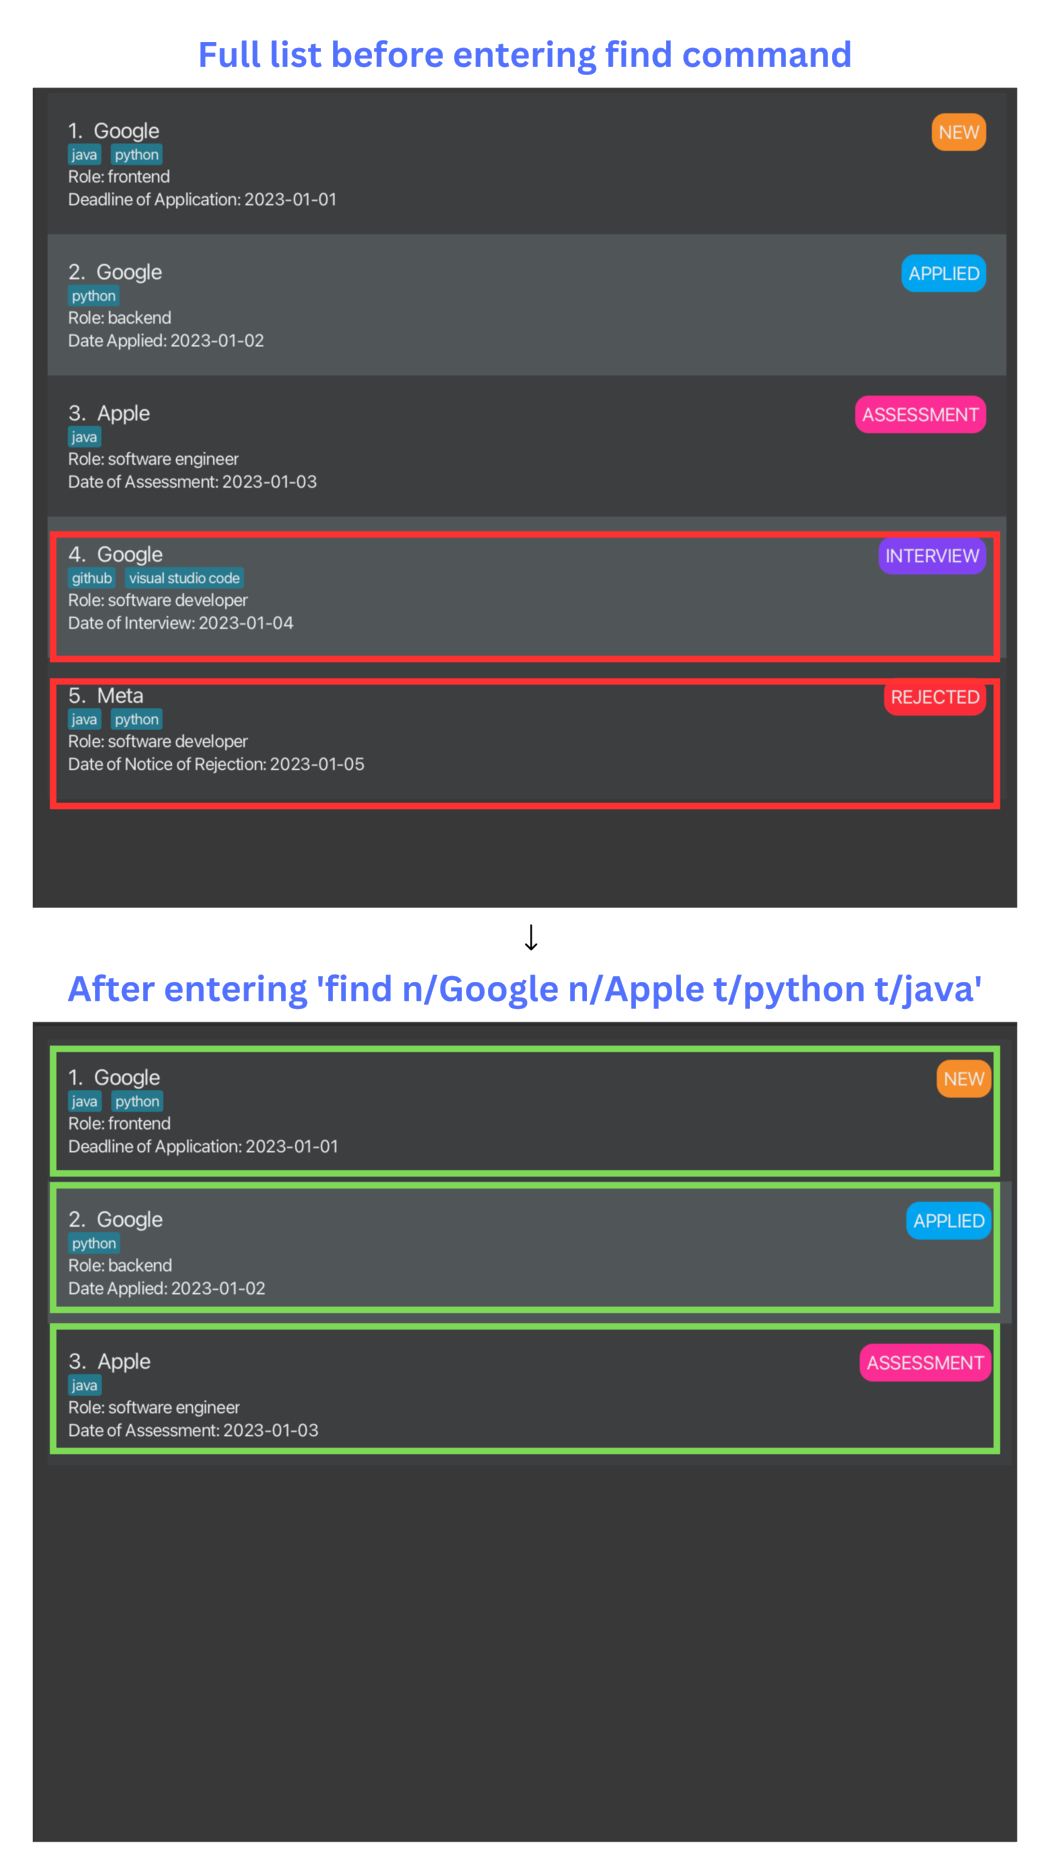 Full list before entering find command
1. Google
NEW
java python
Role: frontend
Deadline of Application: 2023-01-01
2. Google
APPLIED
python
Role: backend
Date Applied: 2023-01-02
3. Apple
ASSESSMENT
java
Role: software engineer
Date of Assessment: 2023-01-03
4. Google
INTERVIEW
github visual studio code
Role: software developer
Date of Interview: 2023-01-04
5. Meta
REJECTED
java python
Role: software developer
Date of Notice of Rejection: 2023-01-05
↓
After entering 'find n/Google n/Apple t/python t/java'
1. Google
NEW
java python
Role: frontend
Deadline of Application: 2023-01-01
2. Google
APPLIED
python
Role: backend
Date Applied: 2023-01-02
3. Apple
ASSESSMENT
java
Role: software engineer
Date of Assessment: 2023-01-03